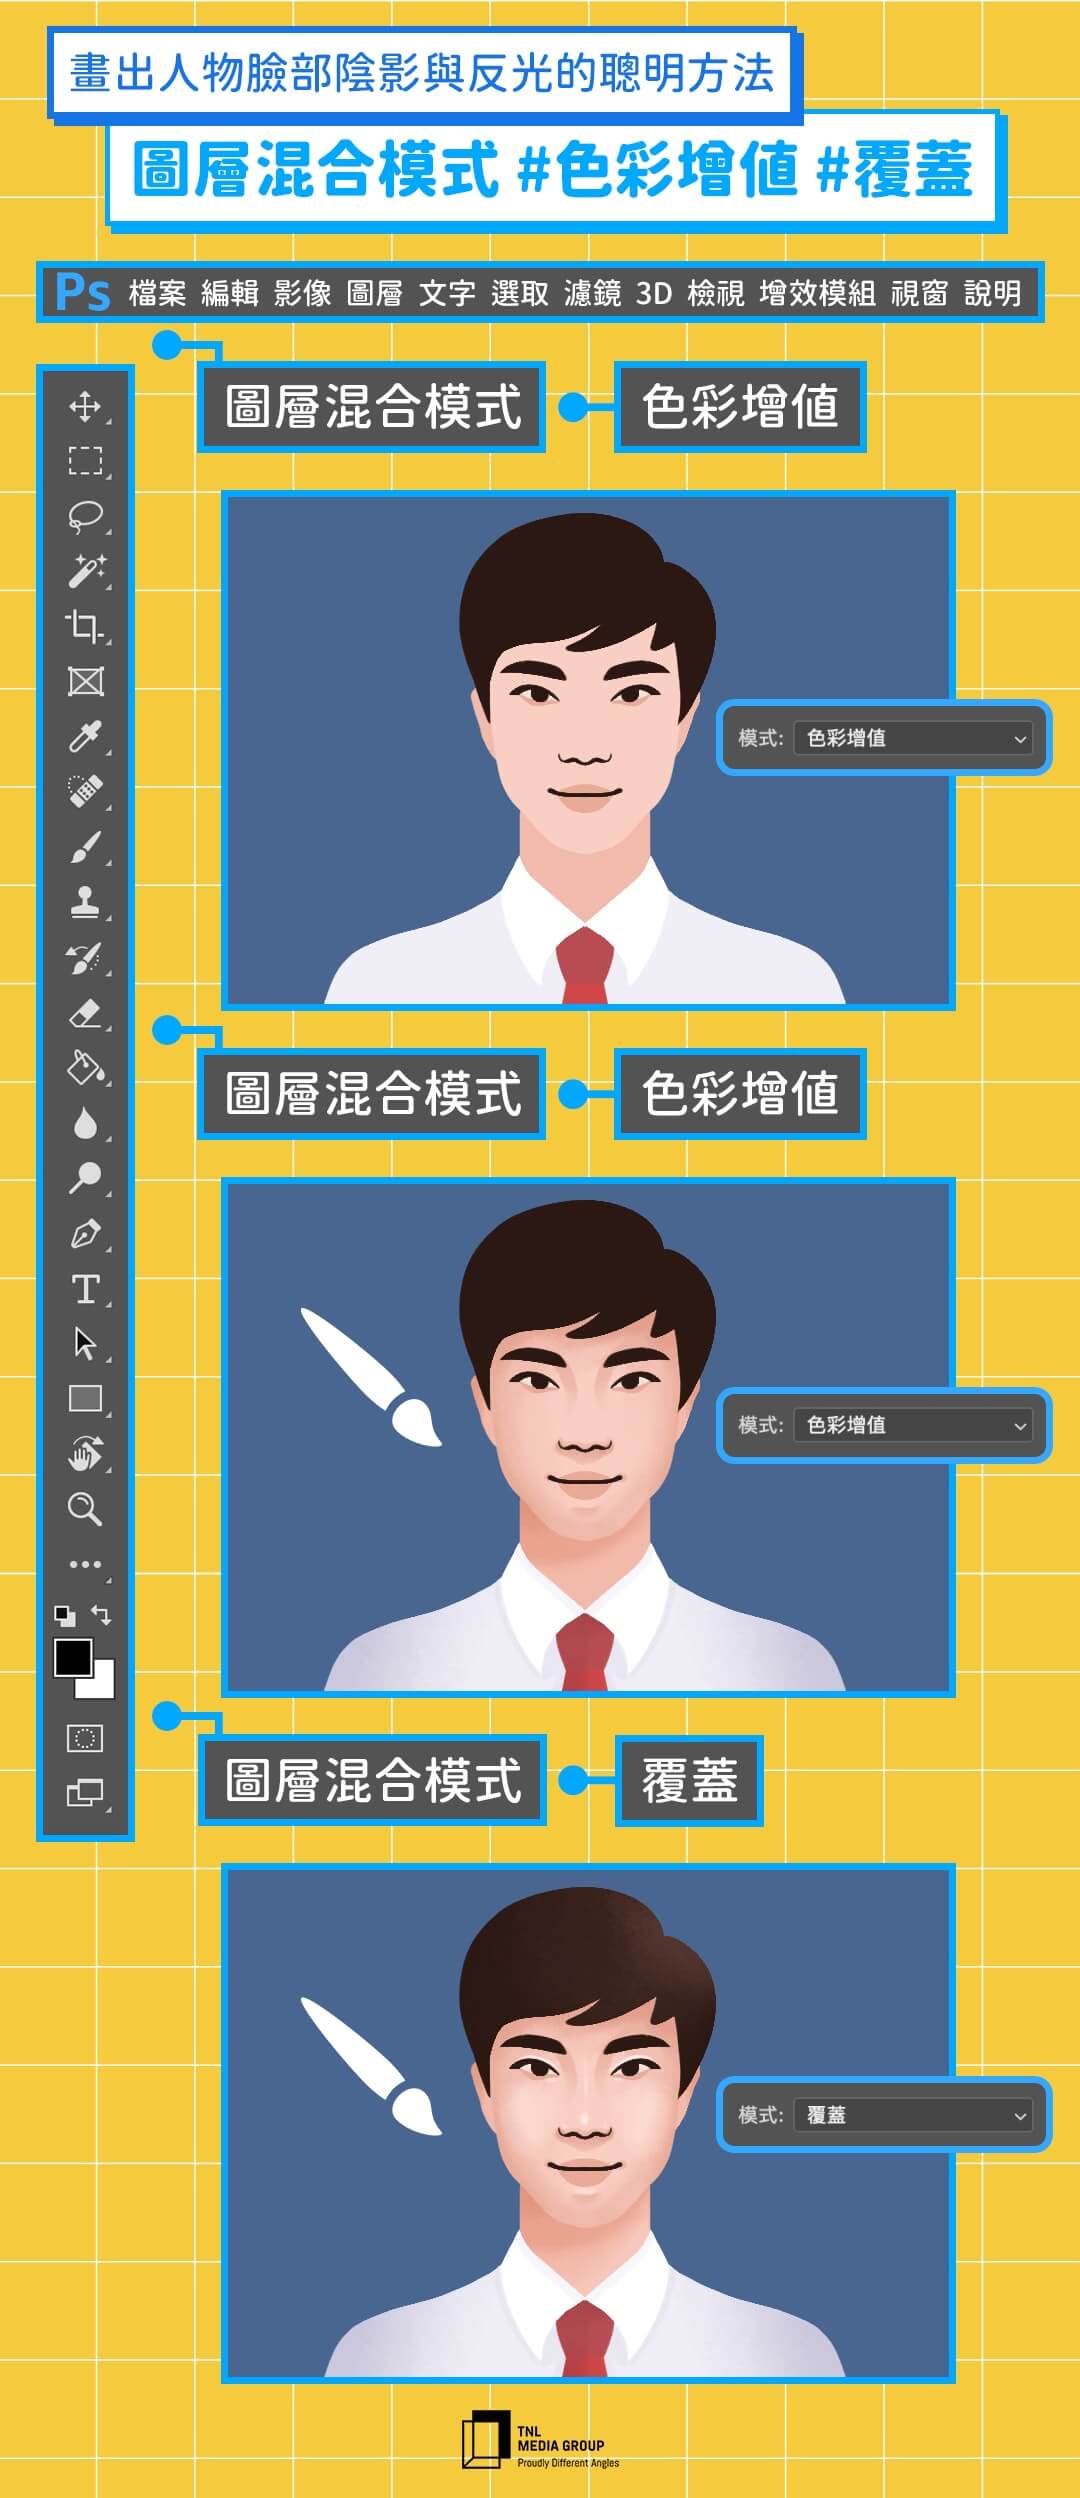 畫出人物臉部陰影與反光的聰明方法
圖層混合模式 #色彩增值 #覆蓋
Ps 檔案 編輯 影像 圖層 文字 選取 濾鏡 3D 檢視 增效模組 視窗 說明
圖層混合模式 色彩增值
模式: 色彩增值
圖層混合模式 色彩增值
模式: 色彩增值
圖層混合模式 覆蓋
模式: 覆蓋
TNL
MEDIA GROUP
Proudly Different Angles